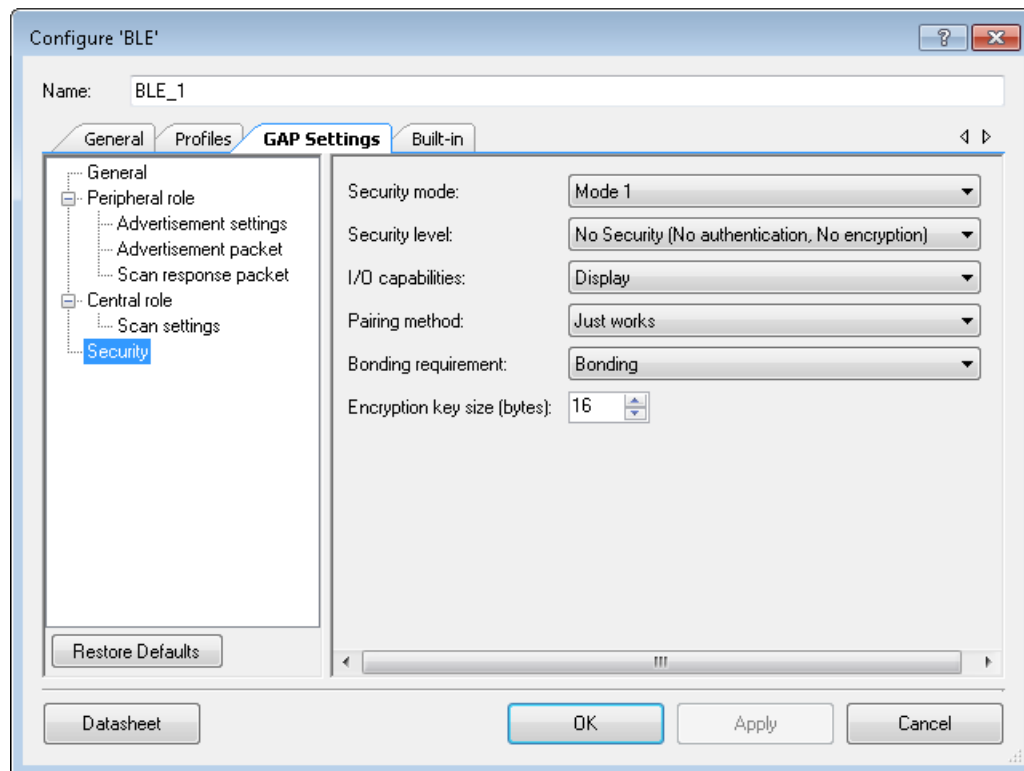 Configure 'BLE'
Name: BLE_1
General Profiles GAP Settings Built-in
General
Peripheral role
Advertisement settings
Advertisement packet
Scan response packet
Central role
Scan settings
Security
Security mode: Mode 1
Security level: No Security (No authentication, No encryption)
I/O capabilities: Display
Pairing method: Just works
Bonding requirement: Bonding
Encryption key size (bytes): 16
Restore Defaults
Datasheet OK Apply Cancel